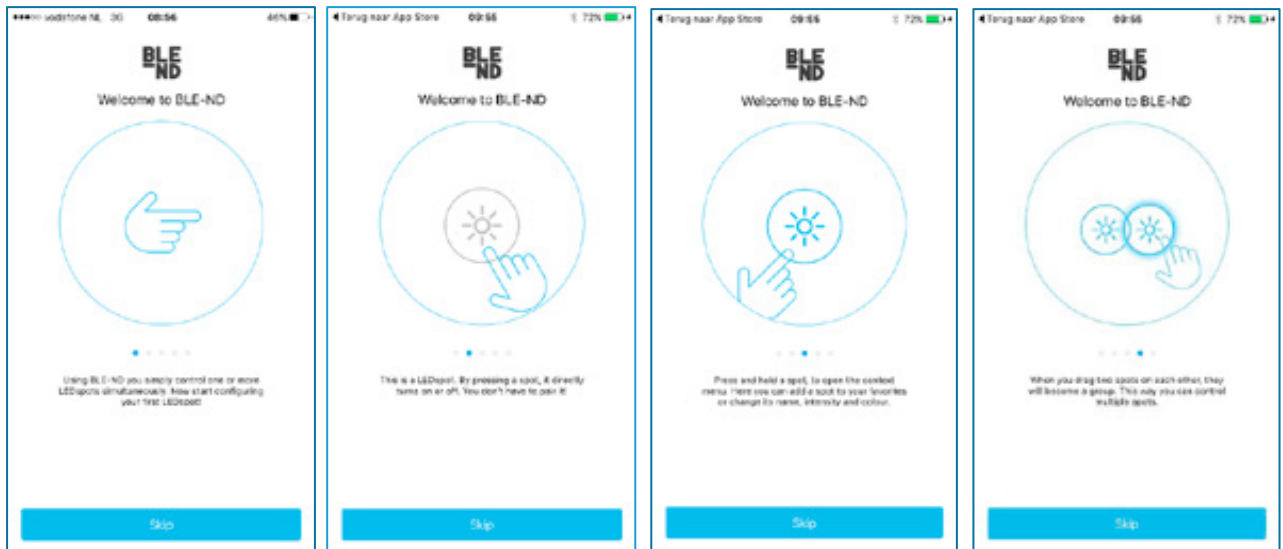 vodafone NL 3G 08:56 46%
BLE
ND
Welcome to BLE-ND
Using BLE-ND you simply control one or more
LEDspots simultaneously. Now start configuring
your first LEDspot!
Skip
Terug naar App Store 09:55 72%
BLE
ND
Welcome to BLE-ND
This is a LEDspot. By pressing a spot, it directly
turns on or off. You don't have to pair it!
Skip
Terug naar App Store 09:55 72%
BLE
ND
Welcome to BLE-ND
Press and hold a spot, to open the context
menu. Here you can add a spot to your favorites
or change its name, intensity and colour.
Skip
Terug naar App Store 09:55 72%
BLE
ND
Welcome to BLE-ND
When you drag two spots on each other, they
will become a group. This way you can control
multiple spots.
Skip